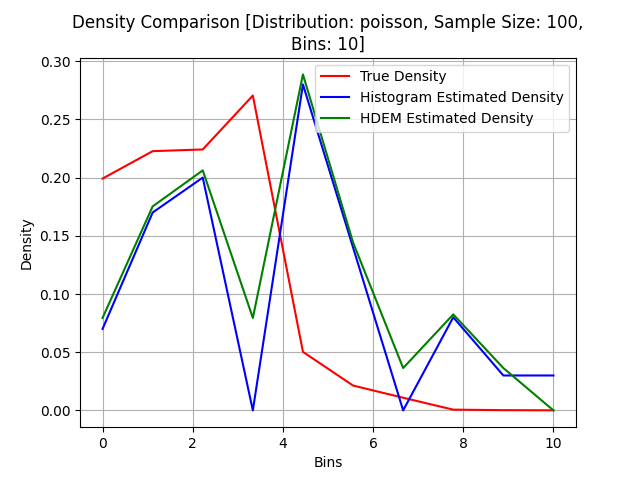 Density Comparison [Distribution: poisson, Sample Size: 100,
Bins: 10]
True Density
Histogram Estimated Density
HDEM Estimated Density
Density
0.30
0.25
0.20
0.15
0.10
0.05
0.00
0 2 4 6 8 10
Bins